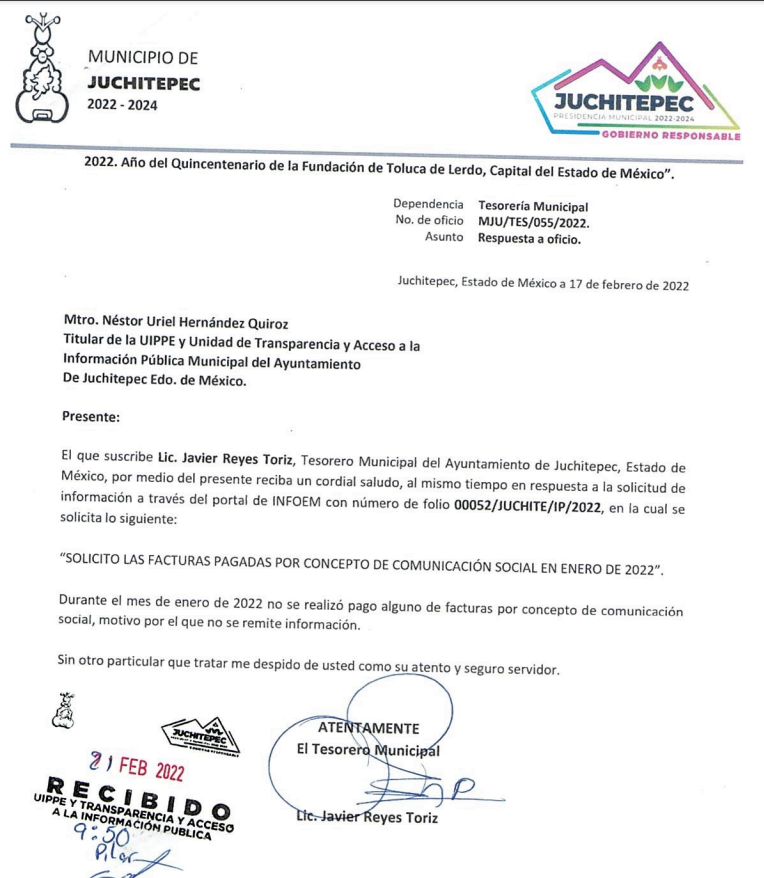 MUNICIPIO DE
JUCHITEPEC
2022 - 2024
JUCHITEPEC
PRESIDENCIA MUNICIPAL 2022-2024
GOBIERNO RESPONSABLE
2022. Año del Quincentenario de la Fundación de Toluca de Lerdo, Capital del Estado de México”.
Dependencia Tesorería Municipal
No. de oficio MJU/TES/055/2022.
Asunto Respuesta a oficio.
Juchitepec, Estado de México a 17 de febrero de 2022
Mtro. Néstor Uriel Hernández Quiroz
Titular de la UIPPE y Unidad de Transparencia y Acceso a la
Información Pública Municipal del Ayuntamiento
De Juchitepec Edo. de México.
Presente:
El que suscribe Lic. Javier Reyes Toriz, Tesorero Municipal del Ayuntamiento de Juchitepec, Estado de
México, por medio del presente reciba un cordial saludo, al mismo tiempo en respuesta a la solicitud de
información a través del portal de INFOEM con número de folio 00052/JUCHITE/IP/2022, en la cual se
solicita lo siguiente:
“SOLICITO LAS FACTURAS PAGADAS POR CONCEPTO DE COMUNICACIÓN SOCIAL EN ENERO DE 2022”.
Durante el mes de enero de 2022 no se realizó pago alguno de facturas por concepto de comunicación
social, motivo por el que no se remite información.
Sin otro particular que tratar me despido de usted como su atento y seguro servidor.
ATENTAMENTE
El Tesorero Municipal
Lic. Javier Reyes Toriz
JUCHITEPEC
21 FEB 2022
RECIBIDO
UIPPE Y TRANSPARENCIA Y ACCESO
A LA INFORMACIÓN PUBLICA
9:50
Pilar